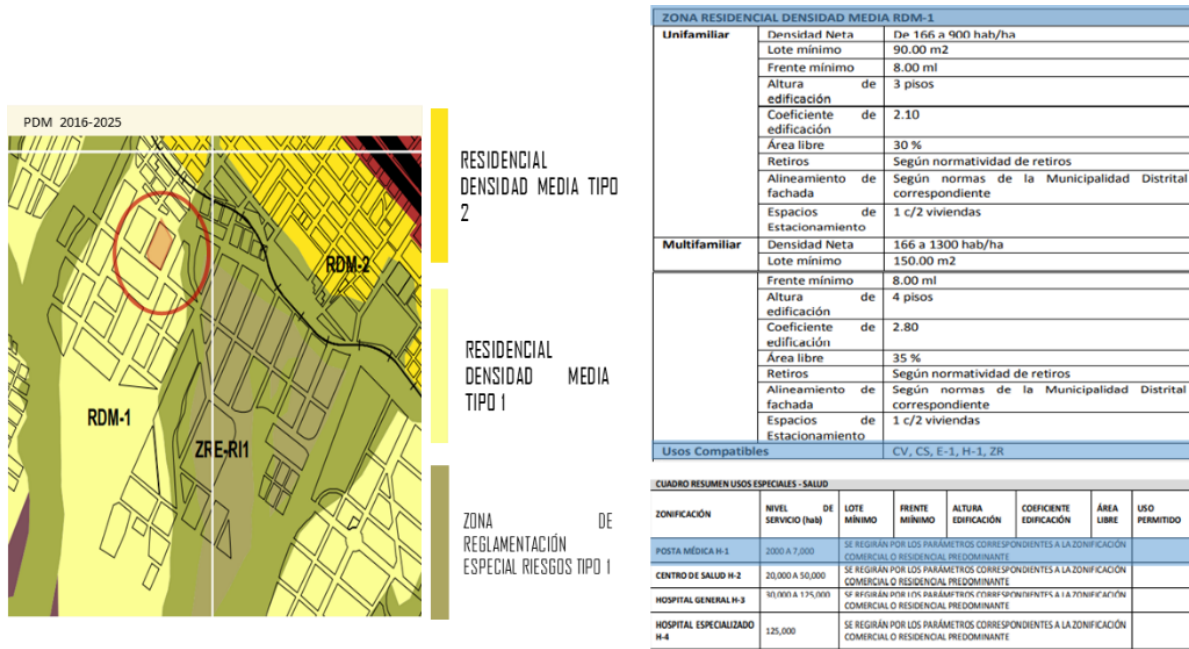 PDM 2016-2025
RDM-2
RDM-1
ZRE-RI1
RESIDENCIAL
DENSIDAD MEDIA TIPO
2
RESIDENCIAL
DENSIDAD MEDIA
TIPO 1
ZONA DE
REGLAMENTACIÓN
ESPECIAL RIESGOS TIPO 1
ZONA RESIDENCIAL DENSIDAD MEDIA RDM-1
Unifamiliar Densidad Neta De 166 a 900 hab/ha
Lote mínimo 90.00 m2
Frente mínimo 8.00 ml
Altura de 3 pisos
edificación
Coeficiente de 2.10
edificación
Área libre 30 %
Retiros Según normatividad de retiros
Alineamiento de Según normas de la Municipalidad Distrital
fachada correspondiente
Espacios de 1 c/2 viviendas
Estacionamiento
Multifamiliar Densidad Neta 166 a 1300 hab/ha
Lote mínimo 150.00 m2
Frente mínimo 8.00 ml
Altura de 4 pisos
edificación
Coeficiente de 2.80
edificación
Área libre 35 %
Retiros Según normatividad de retiros
Alineamiento de Según normas de la Municipalidad Distrital
fachada correspondiente
Espacios de 1 c/2 viviendas
Estacionamiento
Usos Compatibles CV, CS, E-1, H-1, ZR
CUADRO RESUMEN USOS ESPECIALES - SALUD
ZONIFICACIÓN NIVEL DE SERVICIO (hab) LOTE MÍNIMO FRENTE MIÍNIMO ALTURA EDIFICACIÓN COEFICIENTE EDIFICACIÓN ÁREA LIBRE USO PERMITIDO
POSTA MÉDICA H-1 2000 A 7,000 SE REGIRÁN POR LOS PARÁMETROS CORRESPONDIENTES A LA ZONIFICACIÓN
COMERCIAL O RESIDENCIAL PREDOMINANTE
CENTRO DE SALUD H-2 20,000 A 50,000 SE REGIRÁN POR LOS PARÁMETROS CORRESPONDIENTES A LA ZONIFICACIÓN
COMERCIAL O RESIDENCIAL PREDOMINANTE
HOSPITAL GENERAL H-3 30,000 A 125,000 SE REGIRÁN POR LOS PARÁMETROS CORRESPONDIENTES A LA ZONIFICACIÓN
COMERCIAL O RESIDENCIAL PREDOMINANTE
HOSPITAL ESPECIALIZADO
H-4 125,000 SE REGIRÁN POR LOS PARÁMETROS CORRESPONDIENTES A LA ZONIFICACIÓN
COMERCIAL O RESIDENCIAL PREDOMINANTE